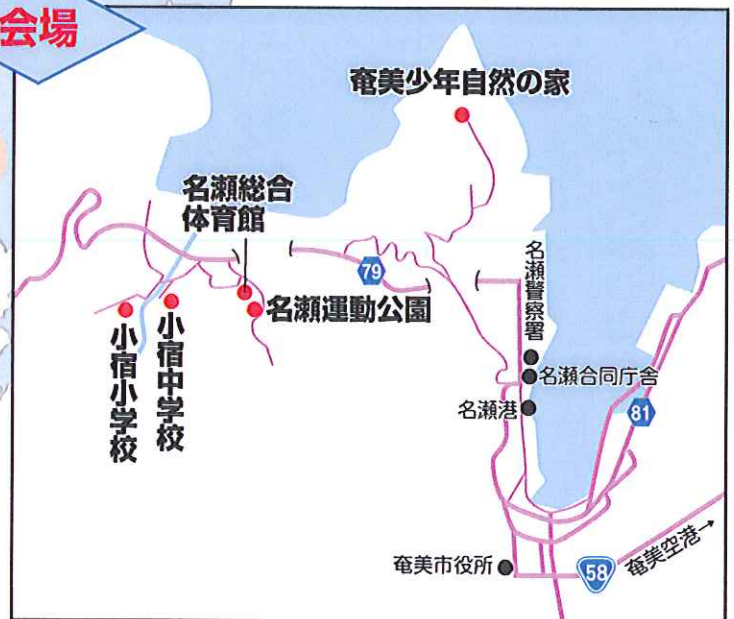 会場
奄美少年自然の家
名瀬総合
体育館
79
名瀬運動公園
小宿小学校
小宿中学校
名瀬警察署
名瀬合同庁舎
名瀬港
81
奄美市役所
58
奄美空港→